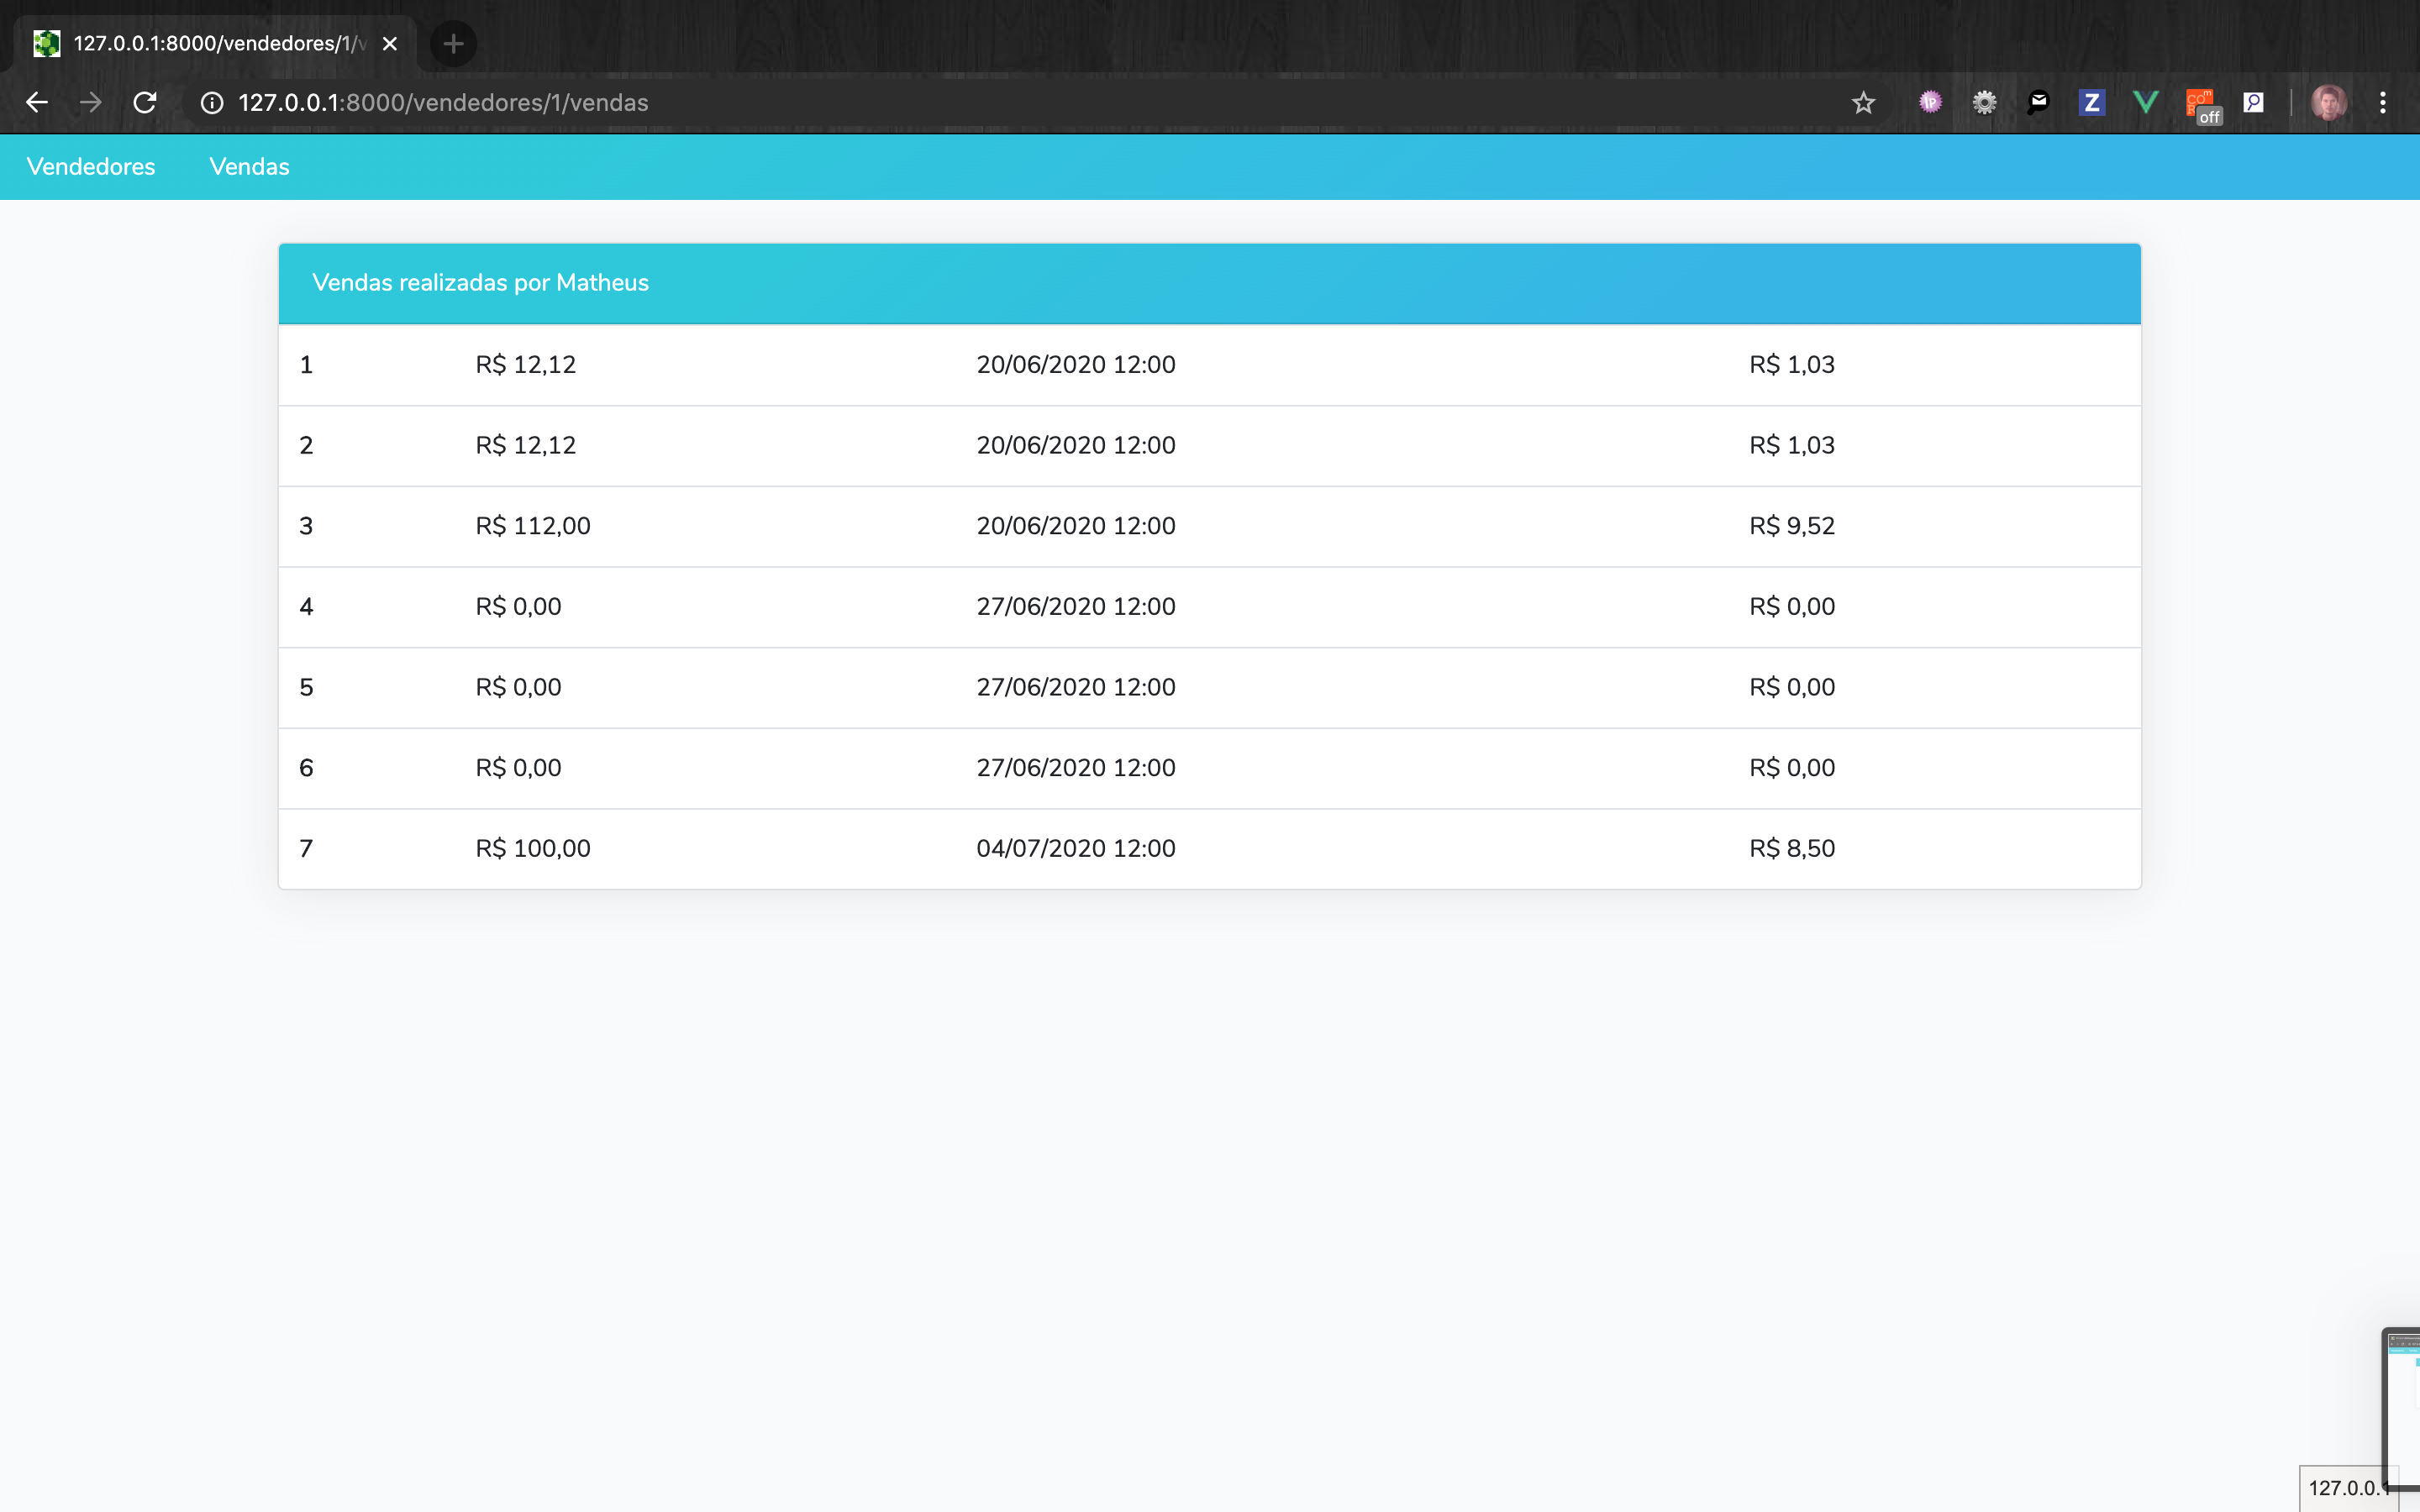 127.0.0.1:8000/vendedores/1/v
127.0.0.1:8000/vendedores/1/vendas
off
Vendedores Vendas
Vendas realizadas por Matheus
1 R$ 12,12 20/06/2020 12:00 R$ 1,03
2 R$ 12,12 20/06/2020 12:00 R$ 1,03
3 R$ 112,00 20/06/2020 12:00 R$ 9,52
4 R$ 0,00 27/06/2020 12:00 R$ 0,00
5 R$ 0,00 27/06/2020 12:00 R$ 0,00
6 R$ 0,00 27/06/2020 12:00 R$ 0,00
7 R$ 100,00 04/07/2020 12:00 R$ 8,50
127.0.0.1